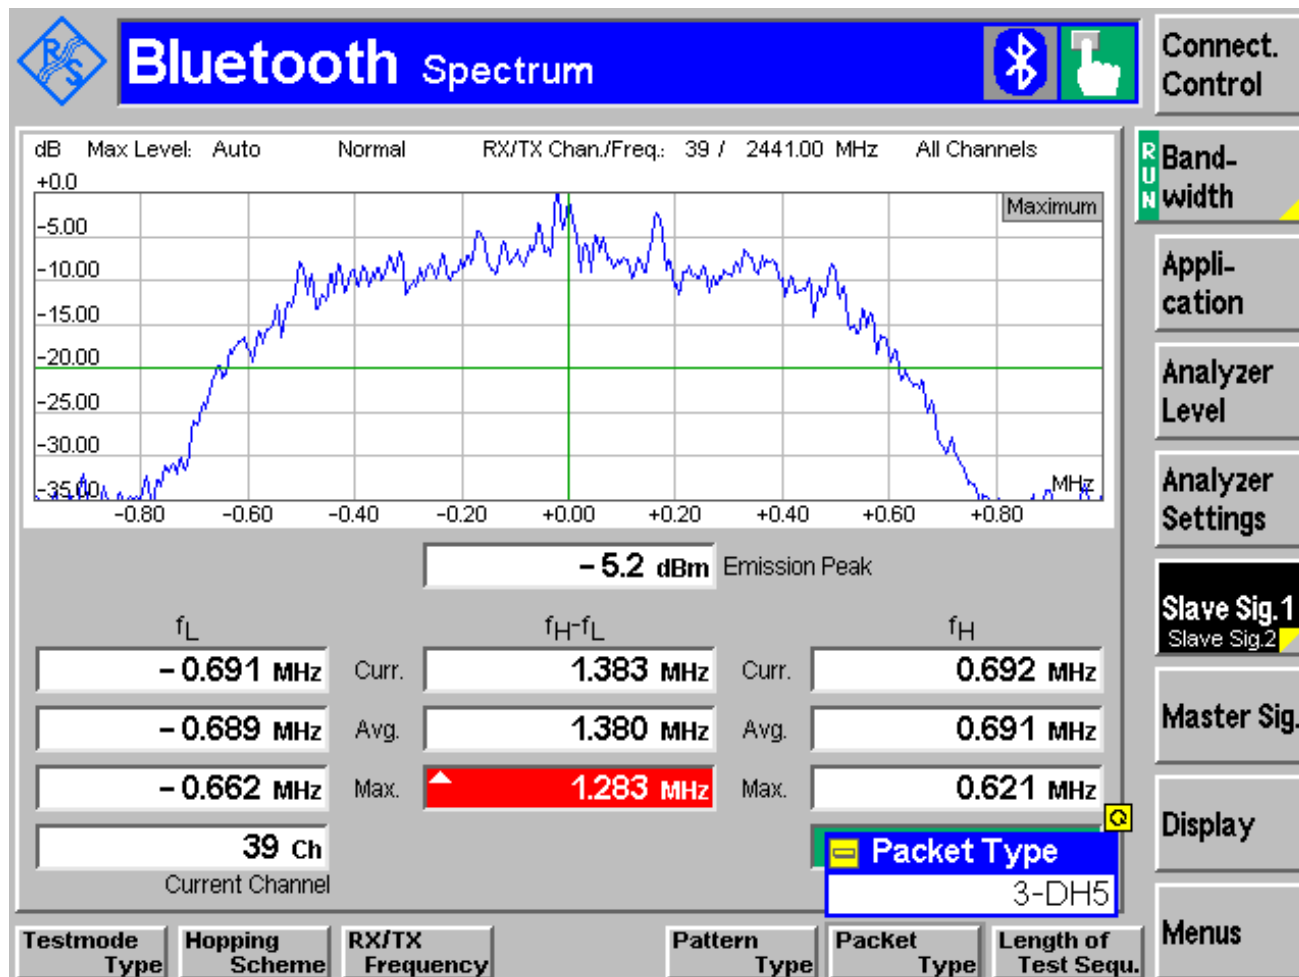 R&S
Bluetooth Spectrum
Connect.
Control
dB Max Level: Auto Normal RX/TX Chan./Freq.: 39 / 2441.00 MHz All Channels
RUN
Band-
width
+0.0
Maximum
-5.00
-10.00
-15.00
-20.00
-25.00
-30.00
-35.00
MHz
-0.80 -0.60 -0.40 -0.20 +0.00 +0.20 +0.40 +0.60 +0.80
Appli-
cation
Analyzer
Level
Analyzer
Settings
- 5.2 dBm Emission Peak
Slave Sig.1
Slave Sig.2
fL fH-fL fH
- 0.691 MHz Curr. 1.383 MHz Curr. 0.692 MHz
- 0.689 MHz Avg. 1.380 MHz Avg. 0.691 MHz
- 0.662 MHz Max. 1.283 MHz Max. 0.621 MHz
Master Sig.
39 Ch
Current Channel
Q
Packet Type
3-DH5
Display
Menus
Testmode
Type
Hopping
Scheme
RX/TX
Frequency
Pattern
Type
Packet
Type
Length of
Test Sequ.